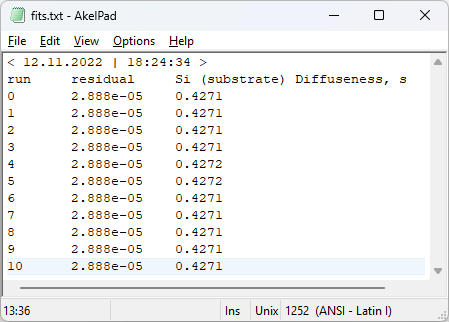 fits.txt - AkelPad
File Edit View Options Help
< 12.11.2022 | 18:24:34 >
run residual Si (substrate) Diffuseness, s
0 2.888e-05 0.4271
1 2.888e-05 0.4271
2 2.888e-05 0.4271
3 2.888e-05 0.4271
4 2.888e-05 0.4272
5 2.888e-05 0.4272
6 2.888e-05 0.4271
7 2.888e-05 0.4271
8 2.888e-05 0.4271
9 2.888e-05 0.4271
10 2.888e-05 0.4271
13:36 Ins Unix 1252 (ANSI - Latin I)